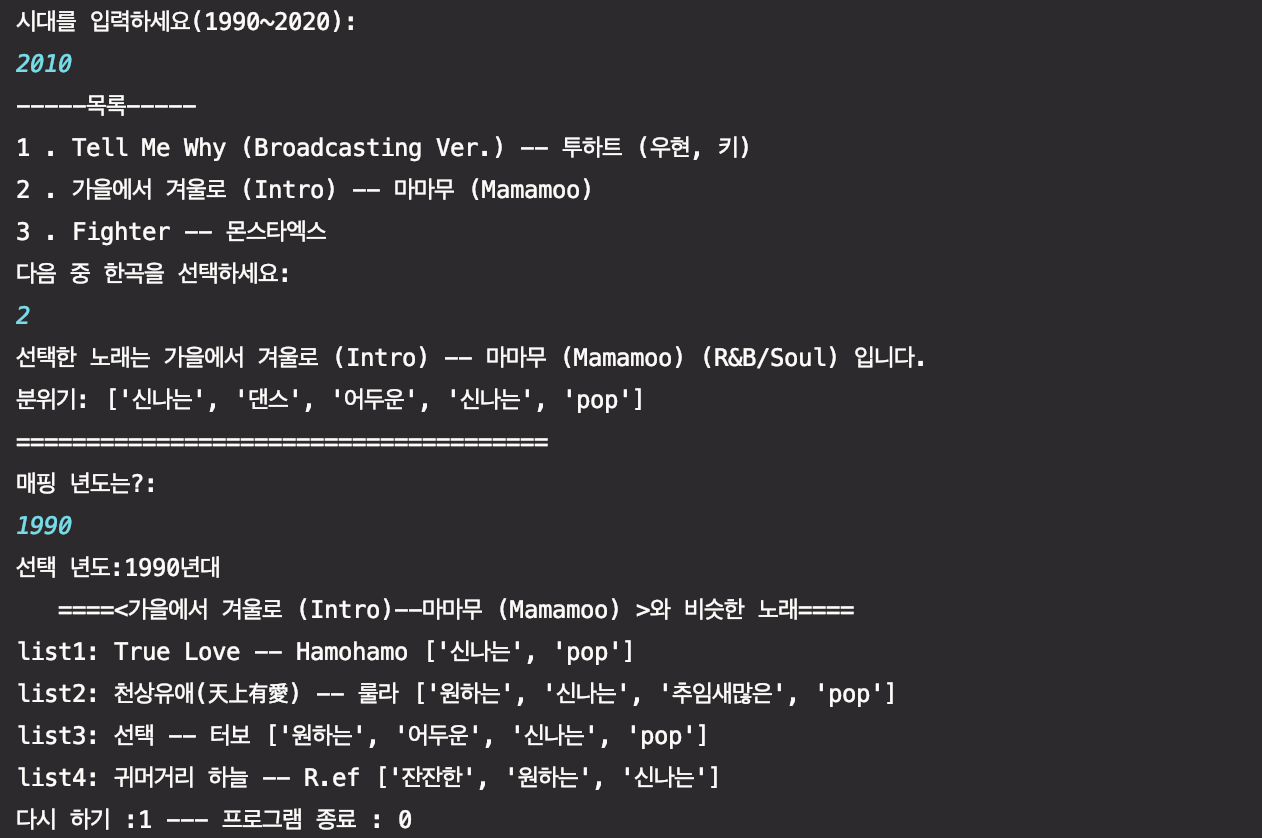 시대를 입력하세요(1990~2020):
2010
-----목록-----
1 . Tell Me Why (Broadcasting Ver.) -- 투하트 (우현, 키)
2 . 가을에서 겨울로 (Intro) -- 마마무 (Mamamoo)
3 . Fighter -- 몬스타엑스
다음 중 한곡을 선택하세요:
2
선택한 노래는 가을에서 겨울로 (Intro) -- 마마무 (Mamamoo) (R&B/Soul) 입니다.
분위기: ['신나는', '댄스', '어두운', '신나는', 'pop']
======================================
매핑 년도는?:
1990
선택 년도:1990년대
   ====<가을에서 겨울로 (Intro)--마마무 (Mamamoo) >와 비슷한 노래====
list1: True Love -- Hamohamo ['신나는', 'pop']
list2: 천상유애(天上有愛) -- 룰라 ['원하는', '신나는', '추임새많은', 'pop']
list3: 선택 -- 터보 ['원하는', '어두운', '신나는', 'pop']
list4: 귀머거리 하늘 -- R.ef ['잔잔한', '원하는', '신나는']
다시 하기 :1 --- 프로그램 종료 : 0